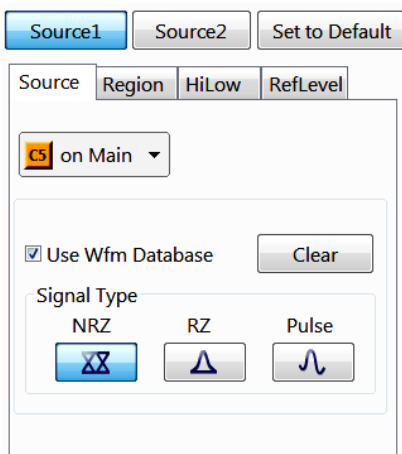 Source1 Source2 Set to Default
Source Region HiLow RefLevel
C5 on Main
Use Wfm Database Clear
Signal Type
NRZ RZ Pulse